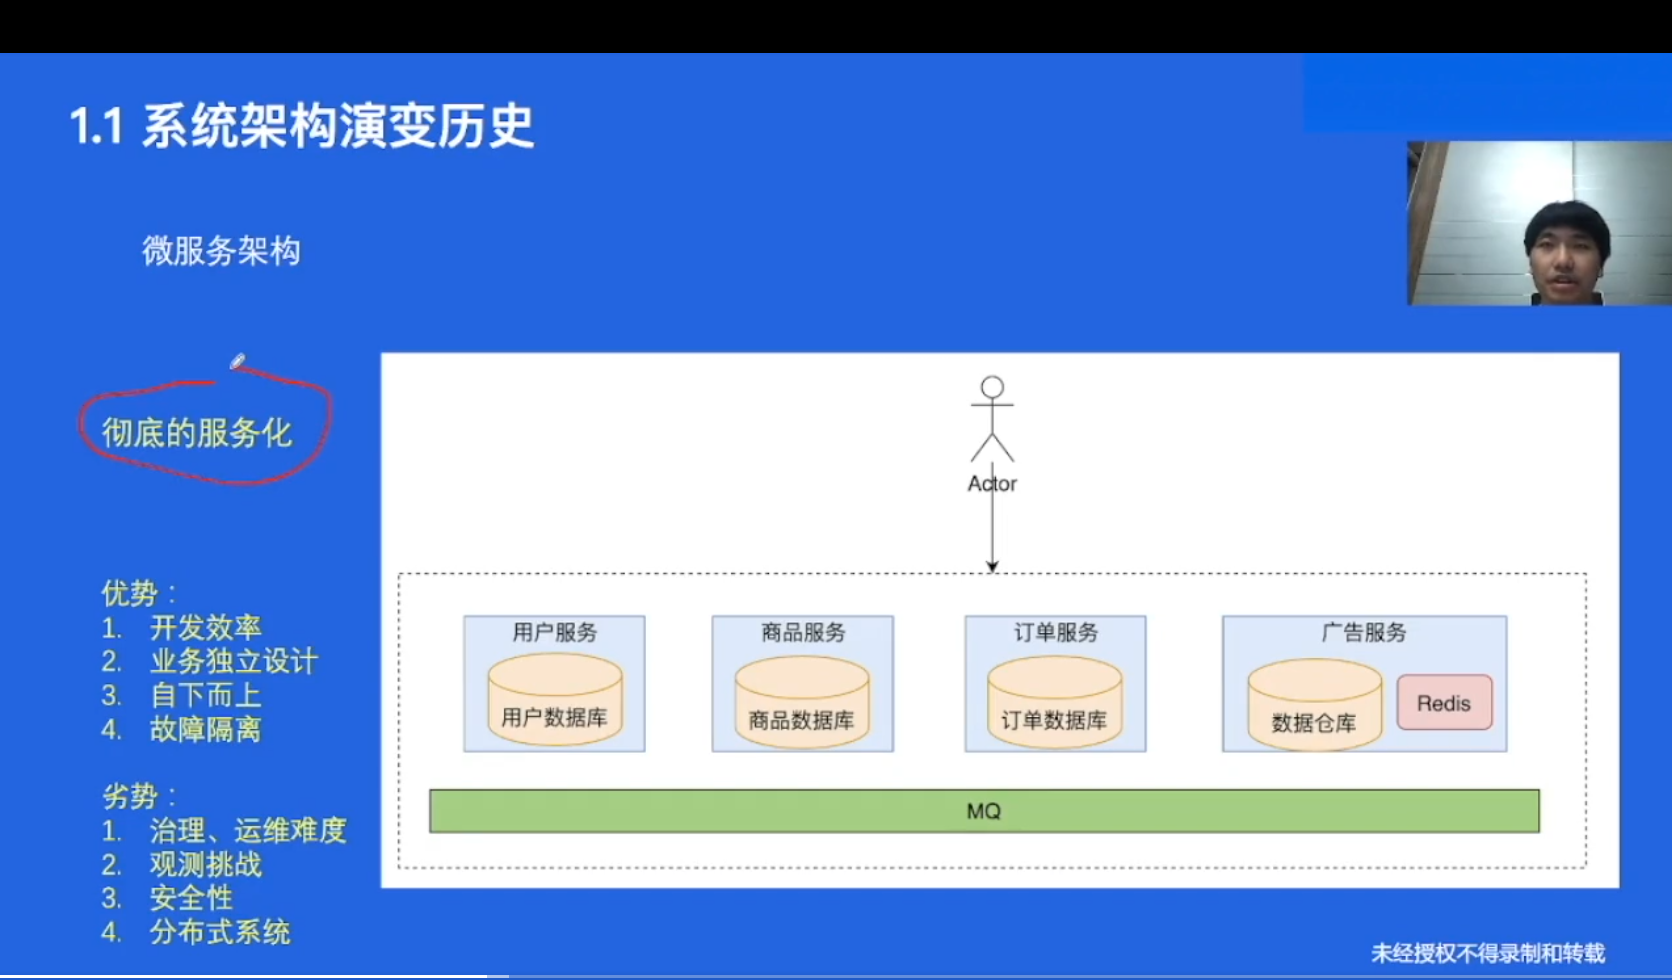 1.1 系统架构演变历史
微服务架构
彻底的服务化
优势：
1. 开发效率
2. 业务独立设计
3. 自下而上
4. 故障隔离
劣势：
1. 治理、运维难度
2. 观测挑战
3. 安全性
4. 分布式系统
Actor
用户服务
用户数据库
商品服务
商品数据库
订单服务
订单数据库
广告服务
数据仓库
Redis
MQ
未经授权不得录制和转载